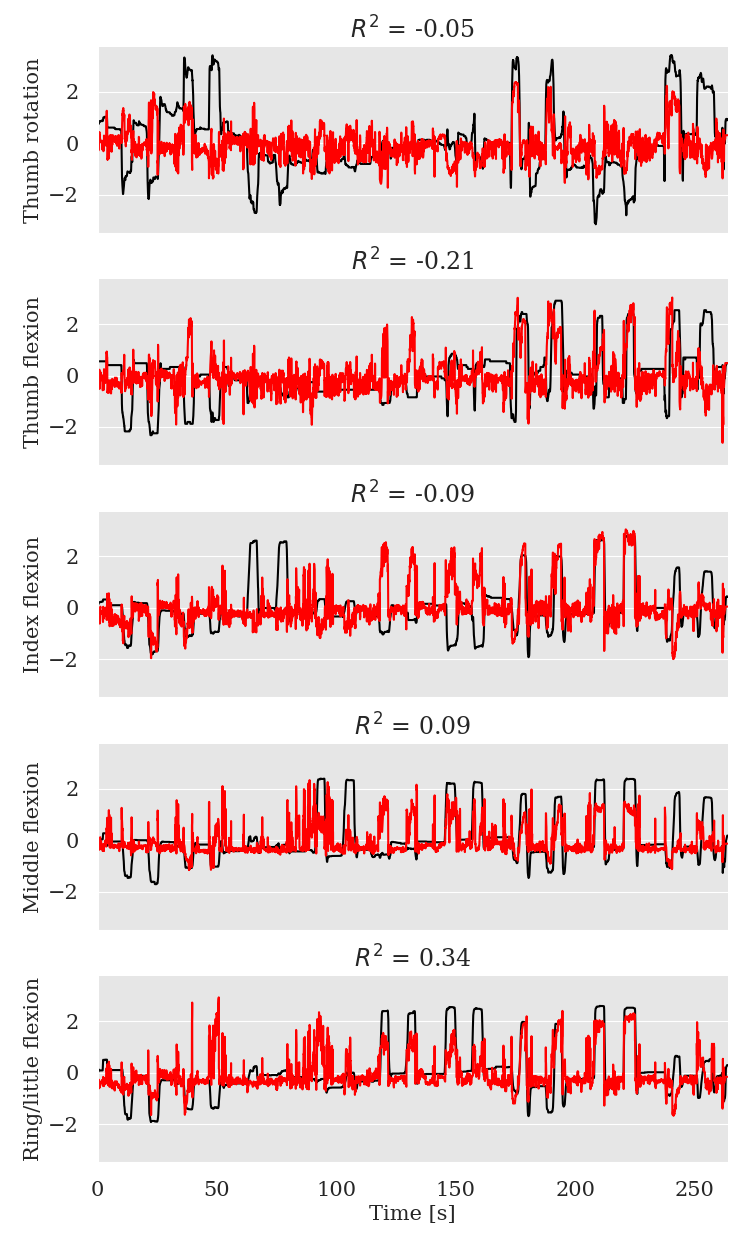 R² = -0.05
Thumb rotation
2
0
−2
R² = -0.21
Thumb flexion
2
0
−2
R² = -0.09
Index flexion
2
0
−2
R² = 0.09
Middle flexion
2
0
−2
R² = 0.34
Ring/little flexion
2
0
−2
0 50 100 150 200 250
Time [s]